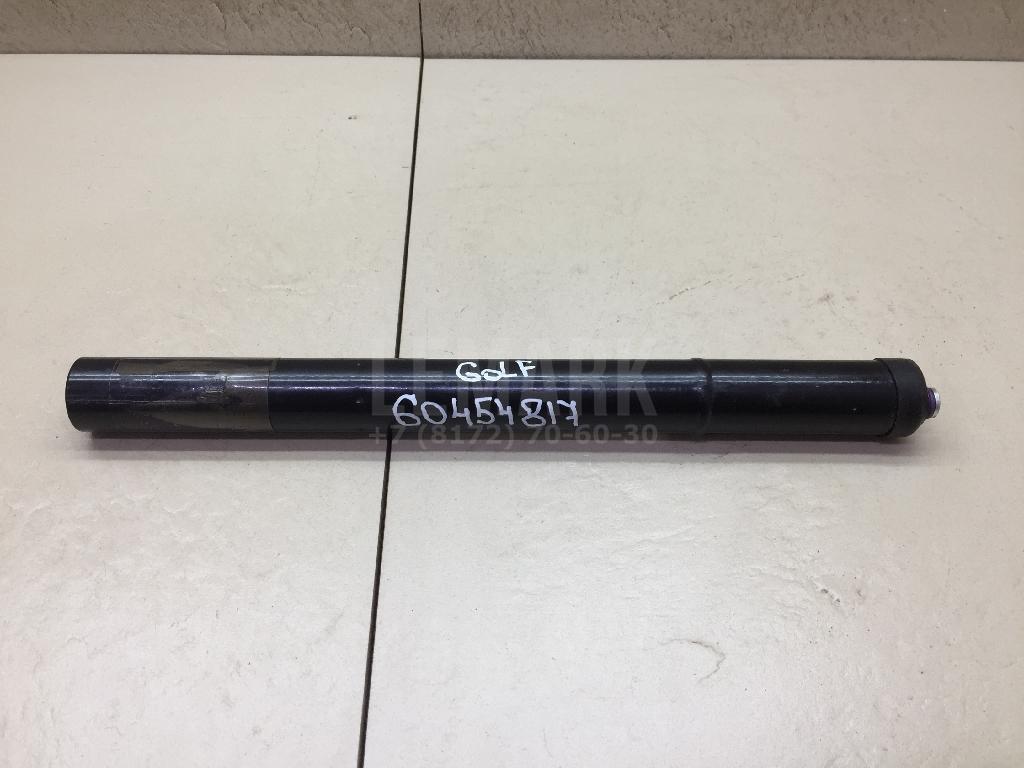 LEMARK
GOLF
60454817
+7 (8172) 70-60-30